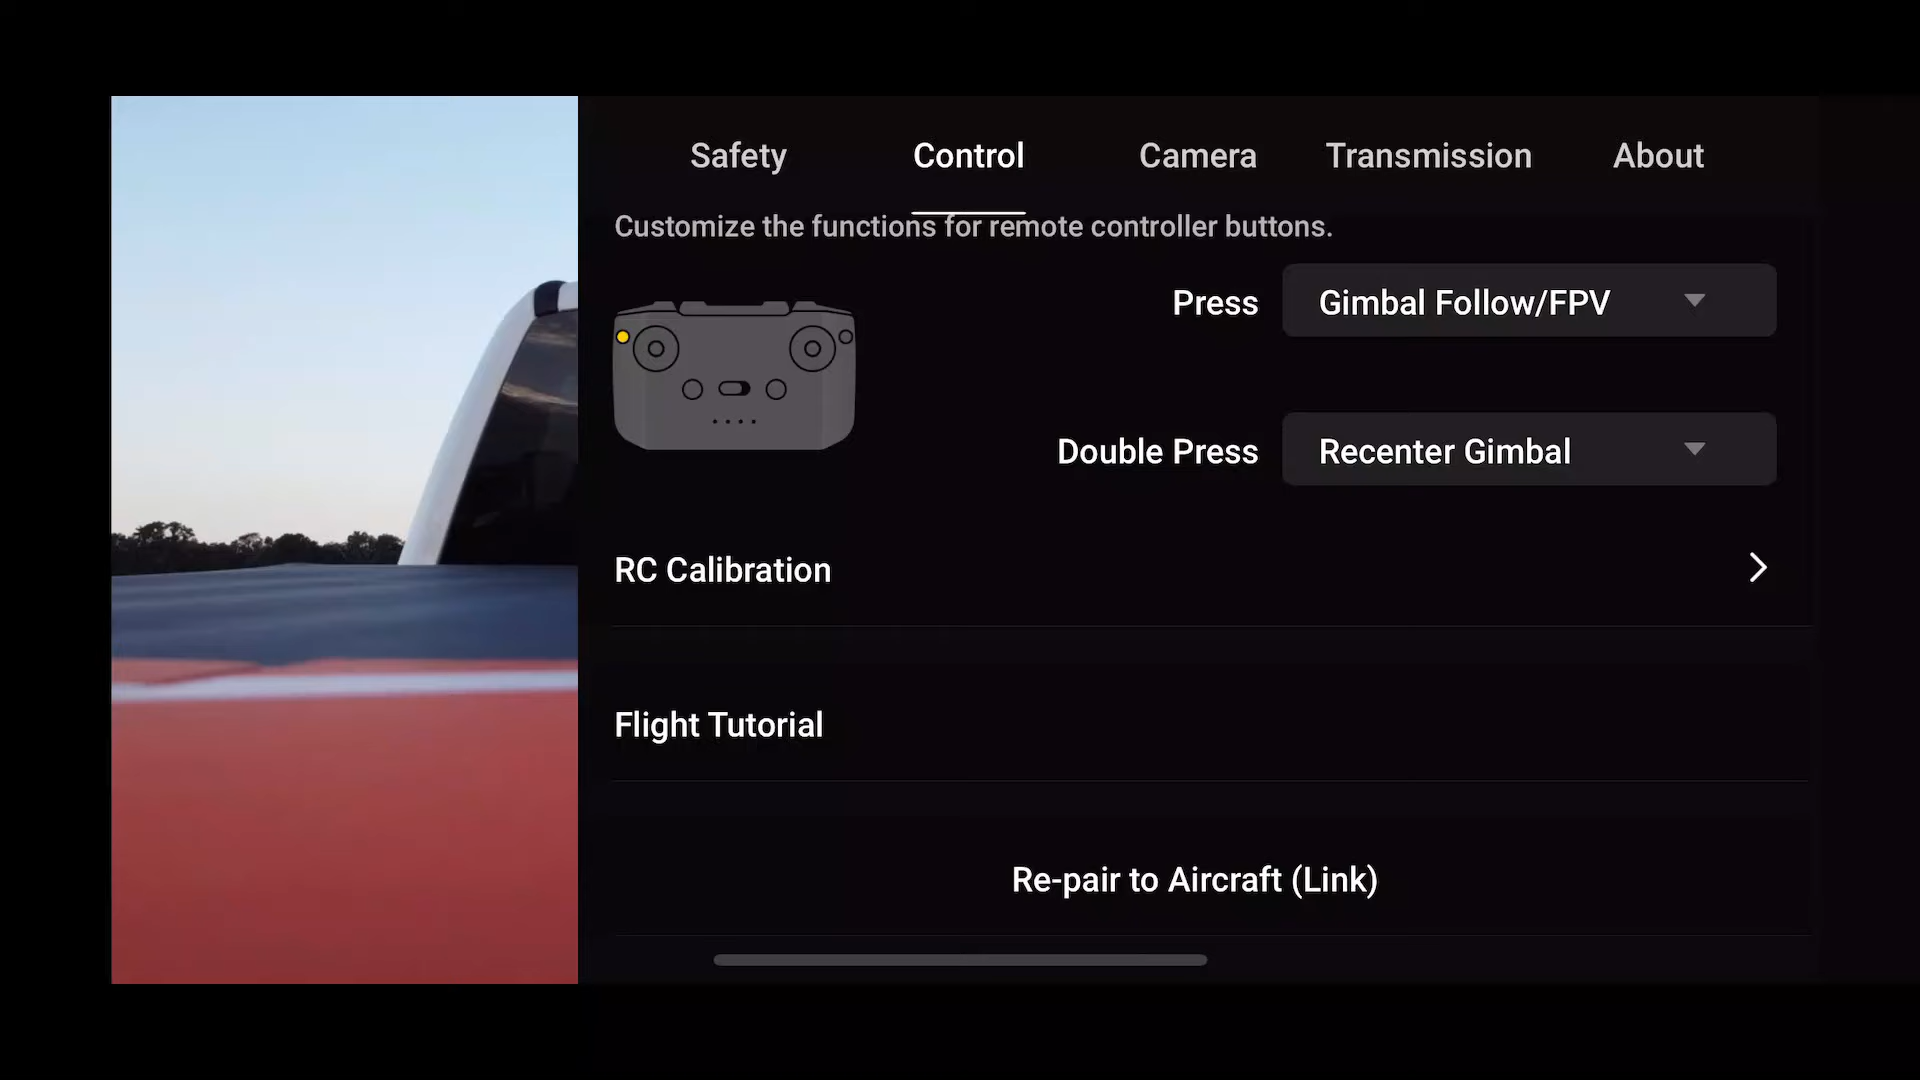 Safety Control Camera Transmission About
Customize the functions for remote controller buttons.
Press Gimbal Follow/FPV
Double Press Recenter Gimbal
RC Calibration
Flight Tutorial
Re-pair to Aircraft (Link)